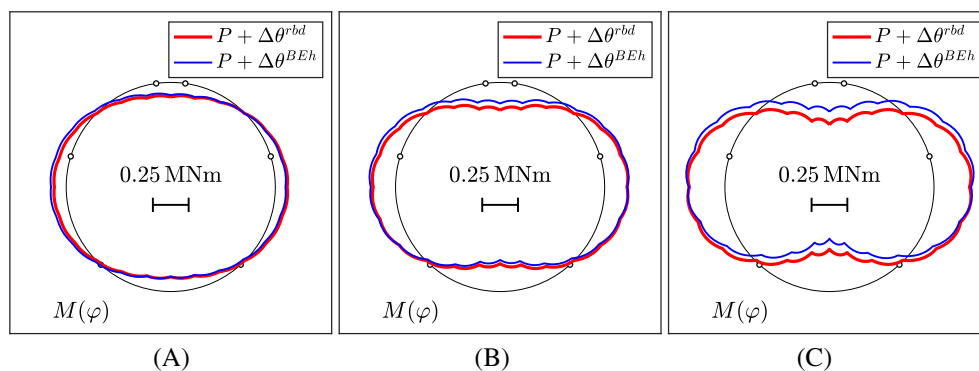 P + Δθ^{rbd}
P + Δθ^{BEh}
0.25 MNm
M(φ)
(A)
P + Δθ^{rbd}
P + Δθ^{BEh}
0.25 MNm
M(φ)
(B)
P + Δθ^{rbd}
P + Δθ^{BEh}
0.25 MNm
M(φ)
(C)